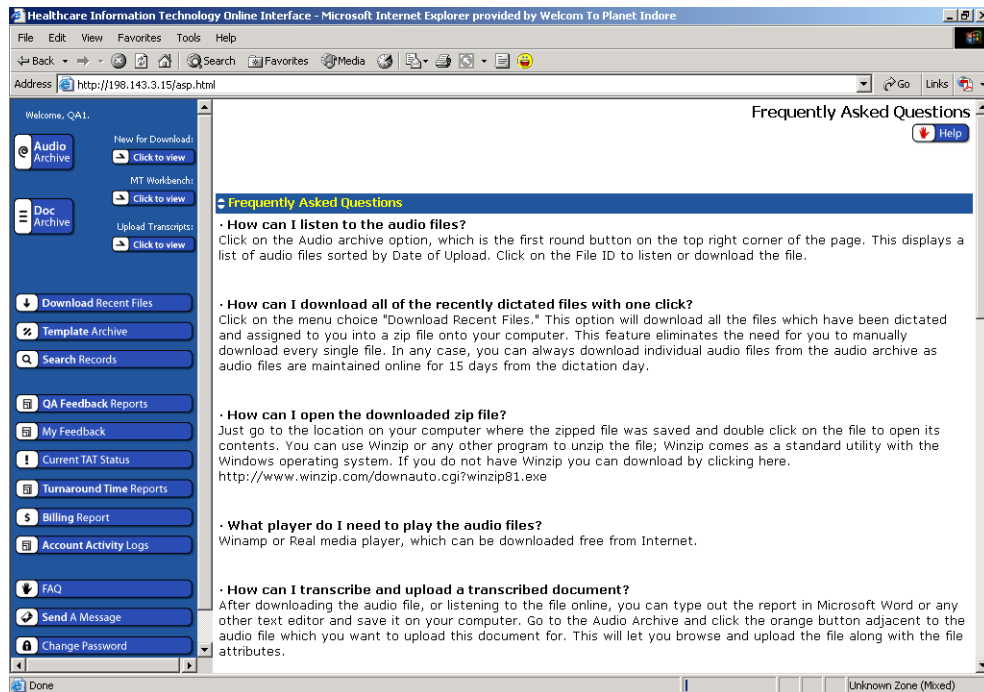 Healthcare Information Technology Online Interface - Microsoft Internet Explorer provided by Welcom To Planet Indore
File Edit View Favorites Tools Help
Back Search Favorites Media
Address http://198.143.3.15/asp.html Go Links
Welcome, QA1.
Audio Archive
New for Download:
Click to view
MT Workbench:
Click to view
Doc Archive
Upload Transcripts:
Click to view
Download Recent Files
Template Archive
Search Records
QA Feedback Reports
My Feedback
Current TAT Status
Turnaround Time Reports
Billing Report
Account Activity Logs
FAQ
Send A Message
Change Password
Frequently Asked Questions
Help
Frequently Asked Questions
· How can I listen to the audio files?
Click on the Audio archive option, which is the first round button on the top right corner of the page. This displays a
list of audio files sorted by Date of Upload. Click on the File ID to listen or download the file.
· How can I download all of the recently dictated files with one click?
Click on the menu choice "Download Recent Files." This option will download all the files which have been dictated
and assigned to you into a zip file onto your computer. This feature eliminates the need for you to manually
download every single file. In any case, you can always download individual audio files from the audio archive as
audio files are maintained online for 15 days from the dictation day.
· How can I open the downloaded zip file?
Just go to the location on your computer where the zipped file was saved and double click on the file to open its
contents. You can use Winzip or any other program to unzip the file; Winzip comes as a standard utility with the
Windows operating system. If you do not have Winzip you can download by clicking here.
http://www.winzip.com/downauto.cgi?winzip81.exe
· What player do I need to play the audio files?
Winamp or Real media player, which can be downloaded free from Internet.
· How can I transcribe and upload a transcribed document?
After downloading the audio file, or listening to the file online, you can type out the report in Microsoft Word or any
other text editor and save it on your computer. Go to the Audio Archive and click the orange button adjacent to the
audio file which you want to upload this document for. This will let you browse and upload the file along with the file
attributes.
Done
Unknown Zone (Mixed)